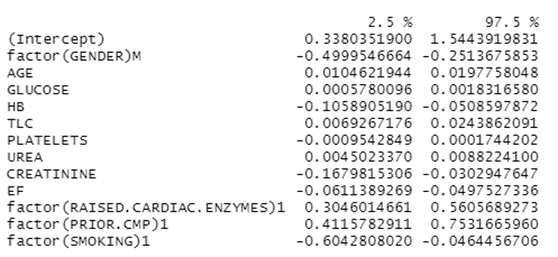 2.5 % 97.5 %
(Intercept) 0.3380351900 1.5443919831
factor(GENDER)M -0.4999546664 -0.2513675853
AGE 0.0104621944 0.0197758048
GLUCOSE 0.0005780096 0.0018316580
HB -0.1058905190 -0.0508597872
TLC 0.0069267176 0.0243862091
PLATELETS -0.0009542849 0.0001744202
UREA 0.0045023370 0.0088224100
CREATININE -0.1679815306 -0.0302947647
EF -0.0611389269 -0.0497527336
factor(RAISED.CARDIAC.ENZYMES)1 0.3046014661 0.5605689273
factor(PRIOR.CMP)1 0.4115782911 0.7531665960
factor(SMOKING)1 -0.6042808020 -0.0464456706